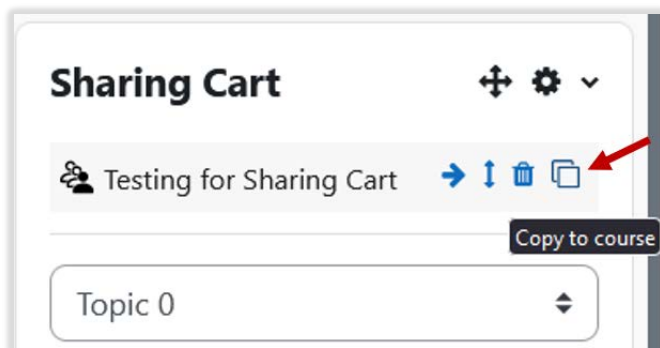 Sharing Cart
Testing for Sharing Cart
Copy to course
Topic 0